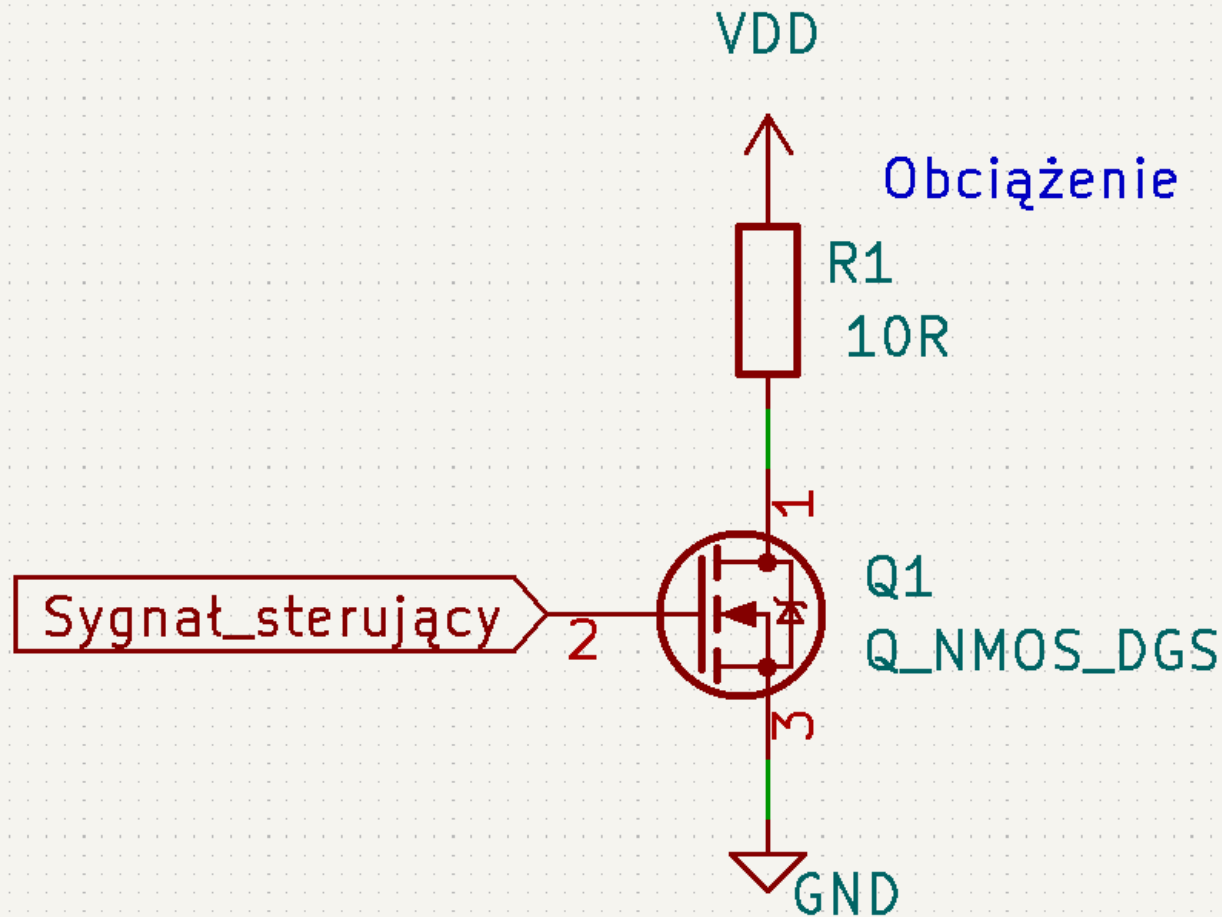 VDD
Obciążenie
R1
10R
1
Q1
Sygnał_sterujący
2
Q_NMOS_DGS
3
GND